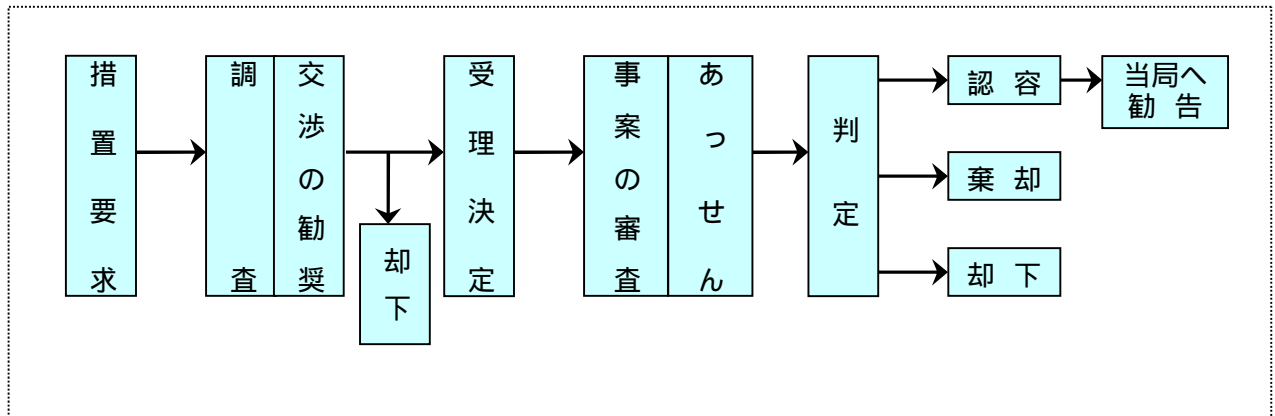 措置要求
調査
交渉の勧奨
却下
受理決定
事案の審査
あっせん
判定
認容
当局へ
勧告
棄却
却下